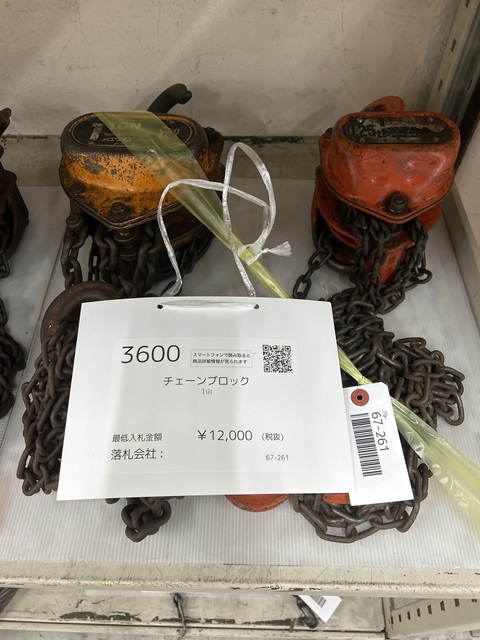 3600
スマートフォンで読み取ると
商品詳細情報が見られます
チェーンブロック
1山
最低入札金額 ￥12,000 (税抜)
落札会社：
67-261
67-261